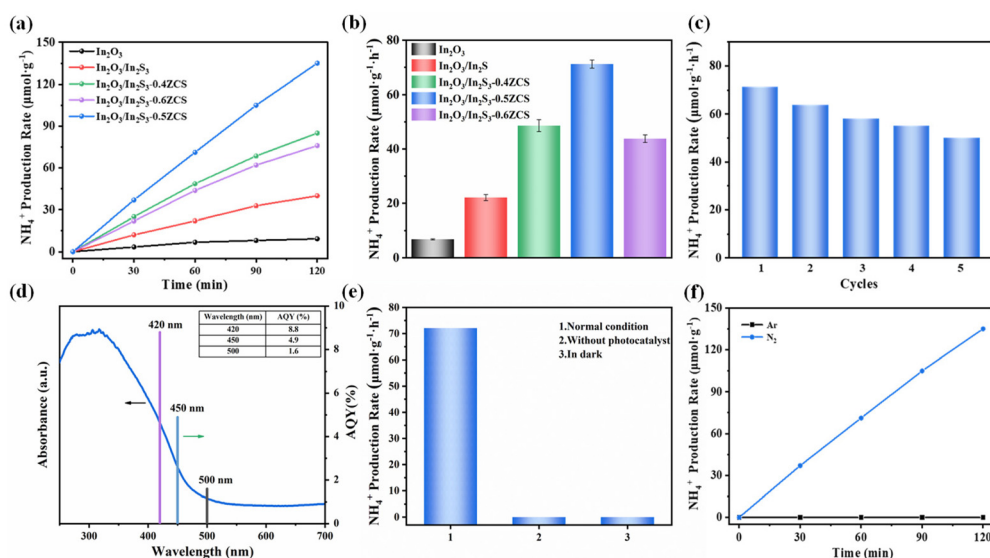 (a)
NH₄⁺ Production Rate (μmol·g⁻¹)
150
120
90
60
30
0
In₂O₃
In₂O₃/In₂S₃
In₂O₃/In₂S₃-0.4ZCS
In₂O₃/In₂S₃-0.6ZCS
In₂O₃/In₂S₃-0.5ZCS
0 30 60 90 120
Time (min)
(b)
NH₄⁺ Production Rate (μmol·g⁻¹·h⁻¹)
80
60
40
20
0
In₂O₃
In₂O₃/In₂S
In₂O₃/In₂S₃-0.4ZCS
In₂O₃/In₂S₃-0.5ZCS
In₂O₃/In₂S₃-0.6ZCS
(c)
NH₄⁺ Production Rate (μmol·g⁻¹·h⁻¹)
80
60
40
20
0
1 2 3 4 5
Cycles
(d)
Absorbance (a.u.)
420 nm
450 nm
500 nm
Wavelength (nm) AQY (%)
420 8.8
450 4.9
500 1.6
10
9
8
7
6
5
4
3
2
1
0
AQY(%)
300 400 500 600 700
Wavelength (nm)
(e)
NH₄⁺ Production Rate (μmol·g⁻¹·h⁻¹)
80
70
60
50
40
30
20
10
0
1.Normal condition
2.Without photocatalyst
3.In dark
1 2 3
(f)
NH₄⁺ Production Rate (μmol·g⁻¹·h⁻¹)
150
120
90
60
30
0
Ar
N₂
0 30 60 90 120
Time (min)